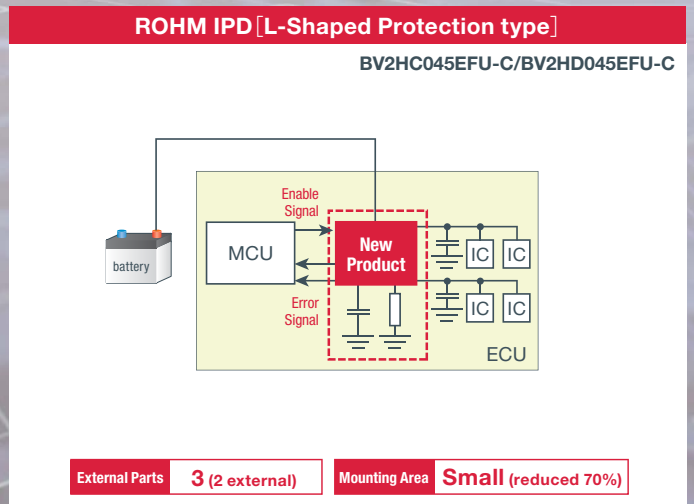 ROHM IPD[L-Shaped Protection type]
BV2HC045EFU-C/BV2HD045EFU-C
Enable
Signal
MCU
New
Product
IC IC
battery
Error
Signal
IC IC
ECU
External Parts 3 (2 external) Mounting Area Small (reduced 70%)